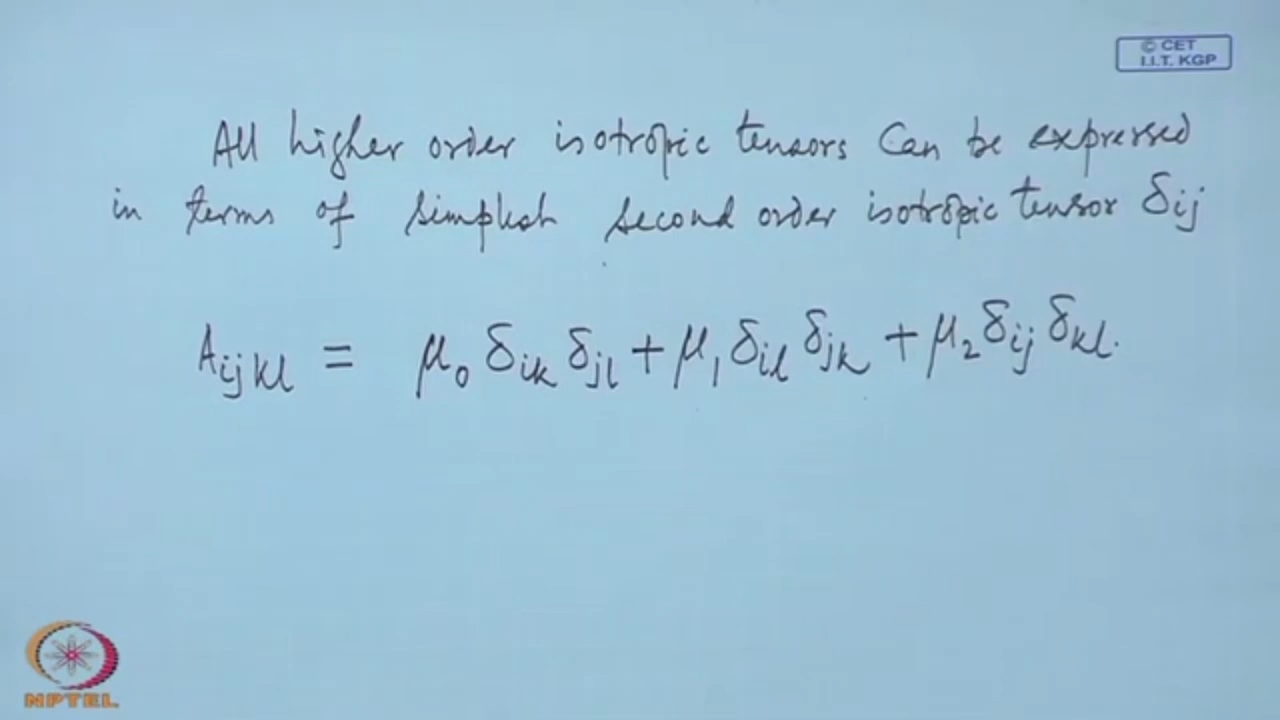 © CET
I.I.T. KGP
All higher order isotropic tensors can be expressed
in terms of simplest second order isotropic tensor δij
Aijkl = μ₀ δik δjl + μ₁ δil δjk + μ₂ δij δkl.
NPTEL